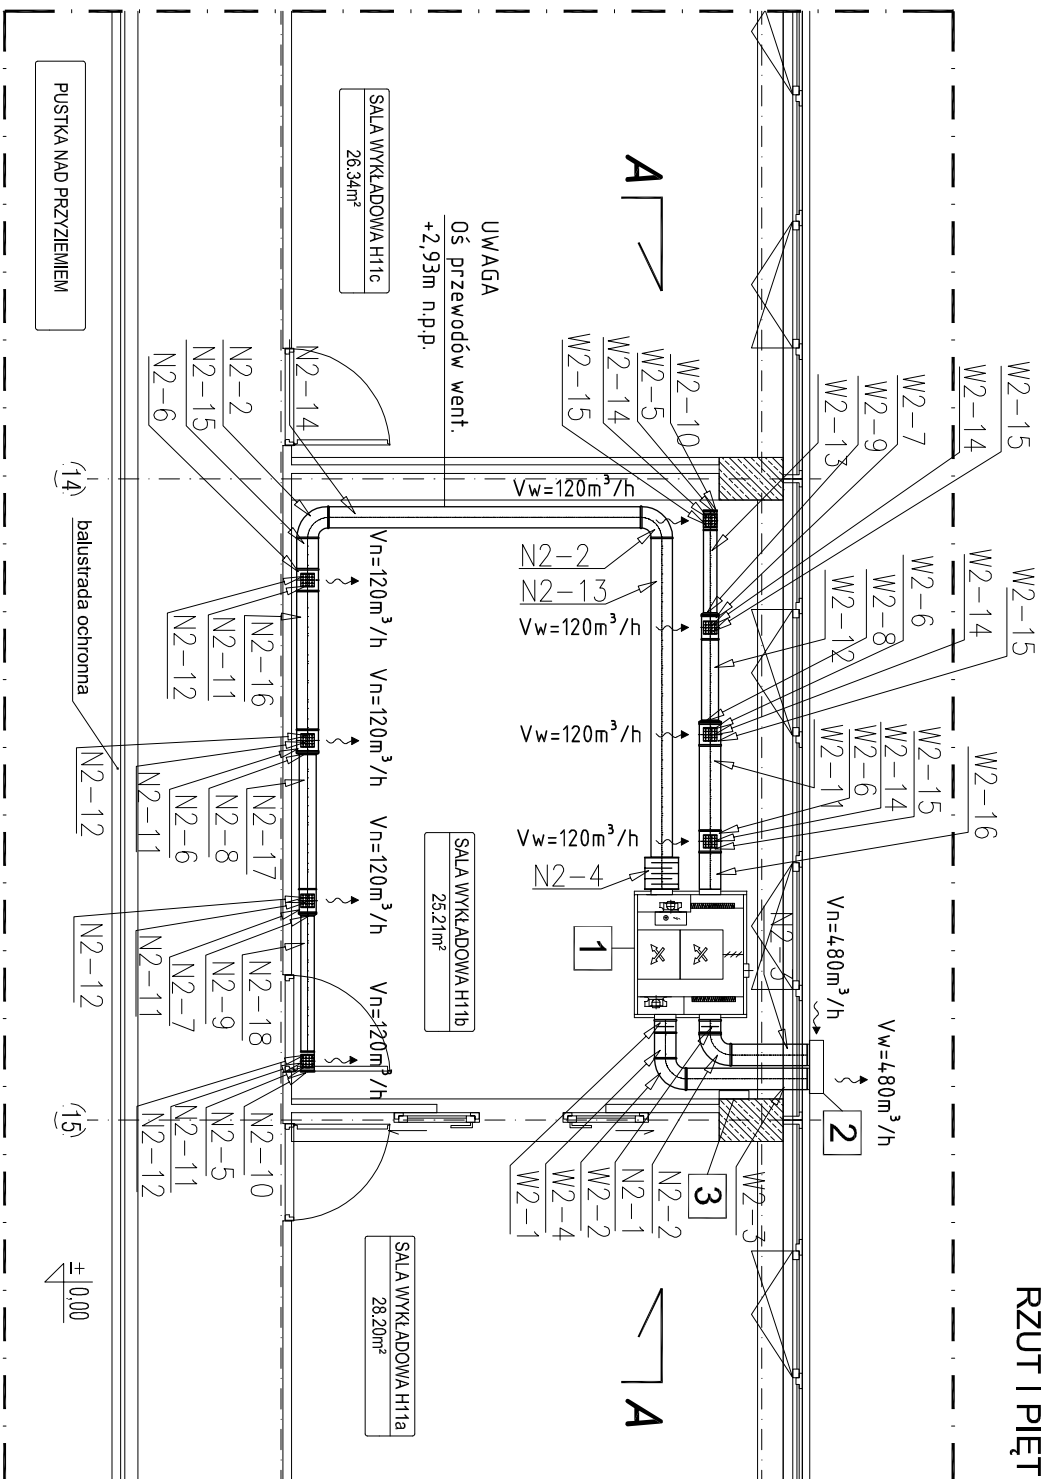 RZUT I PIĘT
PUSTKA NAD PRZYZIEMIEM
SALA WYKŁADOWA H11c
26.34m²
A
UWAGA
Oś przewodów went.
+2,93m n.p.p.
W2-15
W2-14
W2-5
W2-10
W2-13
W2-9
W2-7
W2-14
W2-15
N2-6
N2-15
N2-2
N2-14
(14)
Vw=120m³/h
N2-2
N2-13
Vw=120m³/h
Vw=120m³/h
Vw=120m³/h
N2-4
W2-12
W2-8
W2-6
W2-14
W2-15
W2-11
W2-6
W2-14
W2-15
W2-16
Vn=120m³/h
Vn=120m³/h
Vn=120m³/h
Vn=120m³/h
N2-12
N2-11
N2-16
balustrada ochronna
N2-12
N2-11
N2-6
N2-8
N2-17
SALA WYKŁADOWA H11b
25.21m²
1
N2-3
Vn=480m³/h
Vw=480m³/h
2
3
N2-12
N2-11
N2-7
N2-9
N2-18
(15)
N2-12
N2-11
N2-5
N2-10
W2-1
W2-4
W2-2
N2-1
N2-2
W2-3
SALA WYKŁADOWA H11a
28.20m²
± 0,00
A